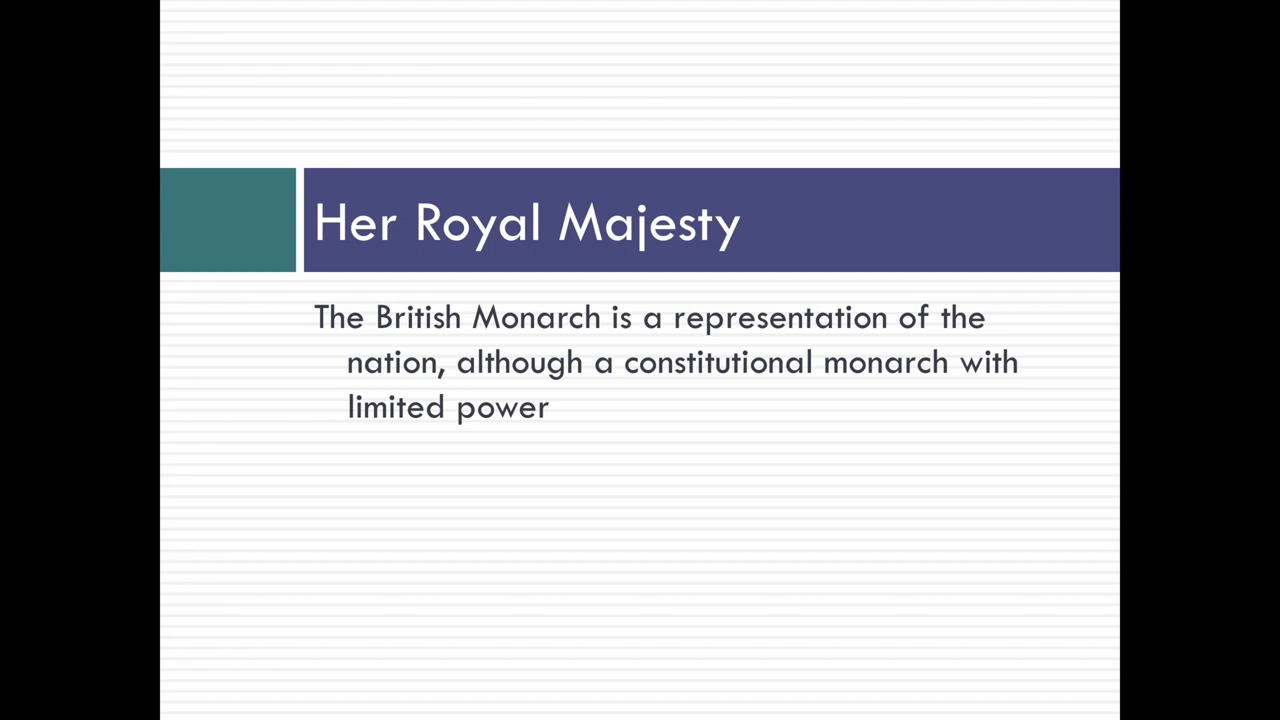 Her Royal Majesty
The British Monarch is a representation of the
nation, although a constitutional monarch with
limited power